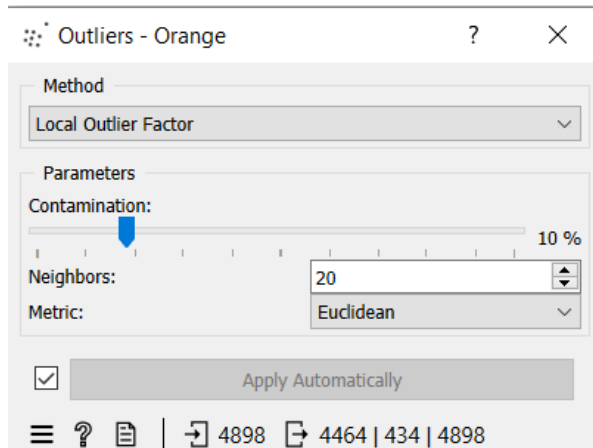 Outliers - Orange ?
Method
Local Outlier Factor
Parameters
Contamination:
10 %
Neighbors: 20
Metric: Euclidean
Apply Automatically
? 4898 4464 | 434 | 4898